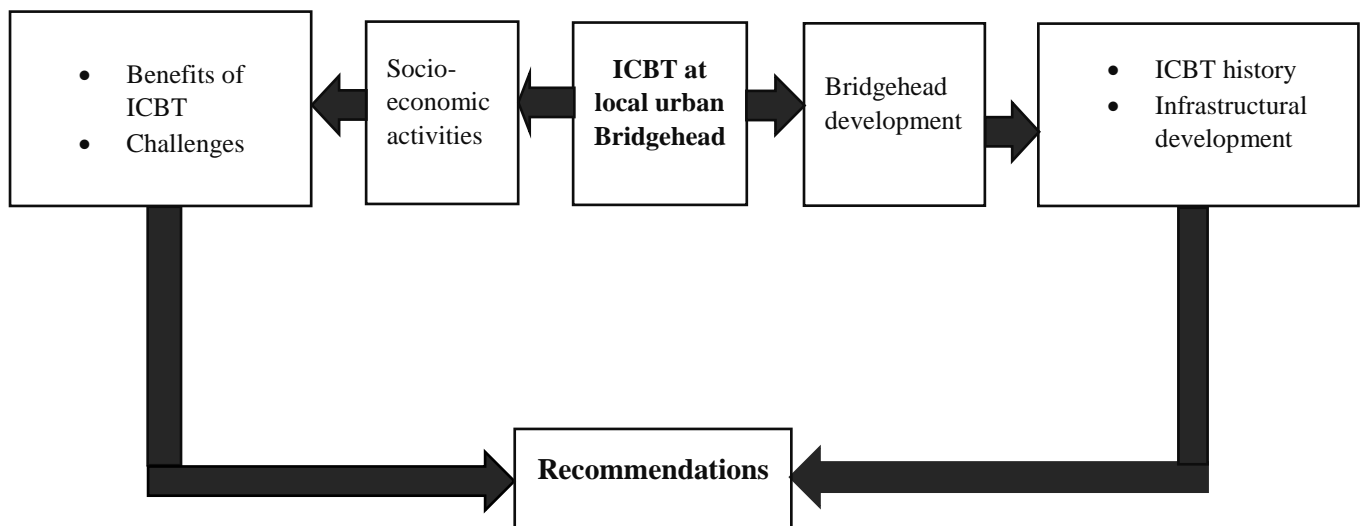 • Benefits of
ICBT
• Challenges
Socio-
economic
activities
ICBT at
local urban
Bridgehead
Bridgehead
development
• ICBT history
• Infrastructural
development
Recommendations